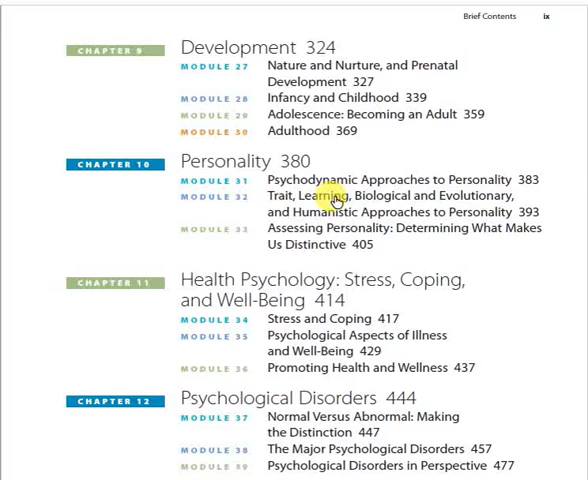 Brief Contents ix
CHAPTER 9 Development 324
MODULE 27 Nature and Nurture, and Prenatal
Development 327
MODULE 28 Infancy and Childhood 339
MODULE 29 Adolescence: Becoming an Adult 359
MODULE 30 Adulthood 369
CHAPTER 10 Personality 380
MODULE 31 Psychodynamic Approaches to Personality 383
MODULE 32 Trait, Learning, Biological and Evolutionary,
and Humanistic Approaches to Personality 393
MODULE 33 Assessing Personality: Determining What Makes
Us Distinctive 405
CHAPTER 11 Health Psychology: Stress, Coping,
and Well-Being 414
MODULE 34 Stress and Coping 417
MODULE 35 Psychological Aspects of Illness
and Well-Being 429
MODULE 36 Promoting Health and Wellness 437
CHAPTER 12 Psychological Disorders 444
MODULE 37 Normal Versus Abnormal: Making
the Distinction 447
MODULE 38 The Major Psychological Disorders 457
MODULE 39 Psychological Disorders in Perspective 477